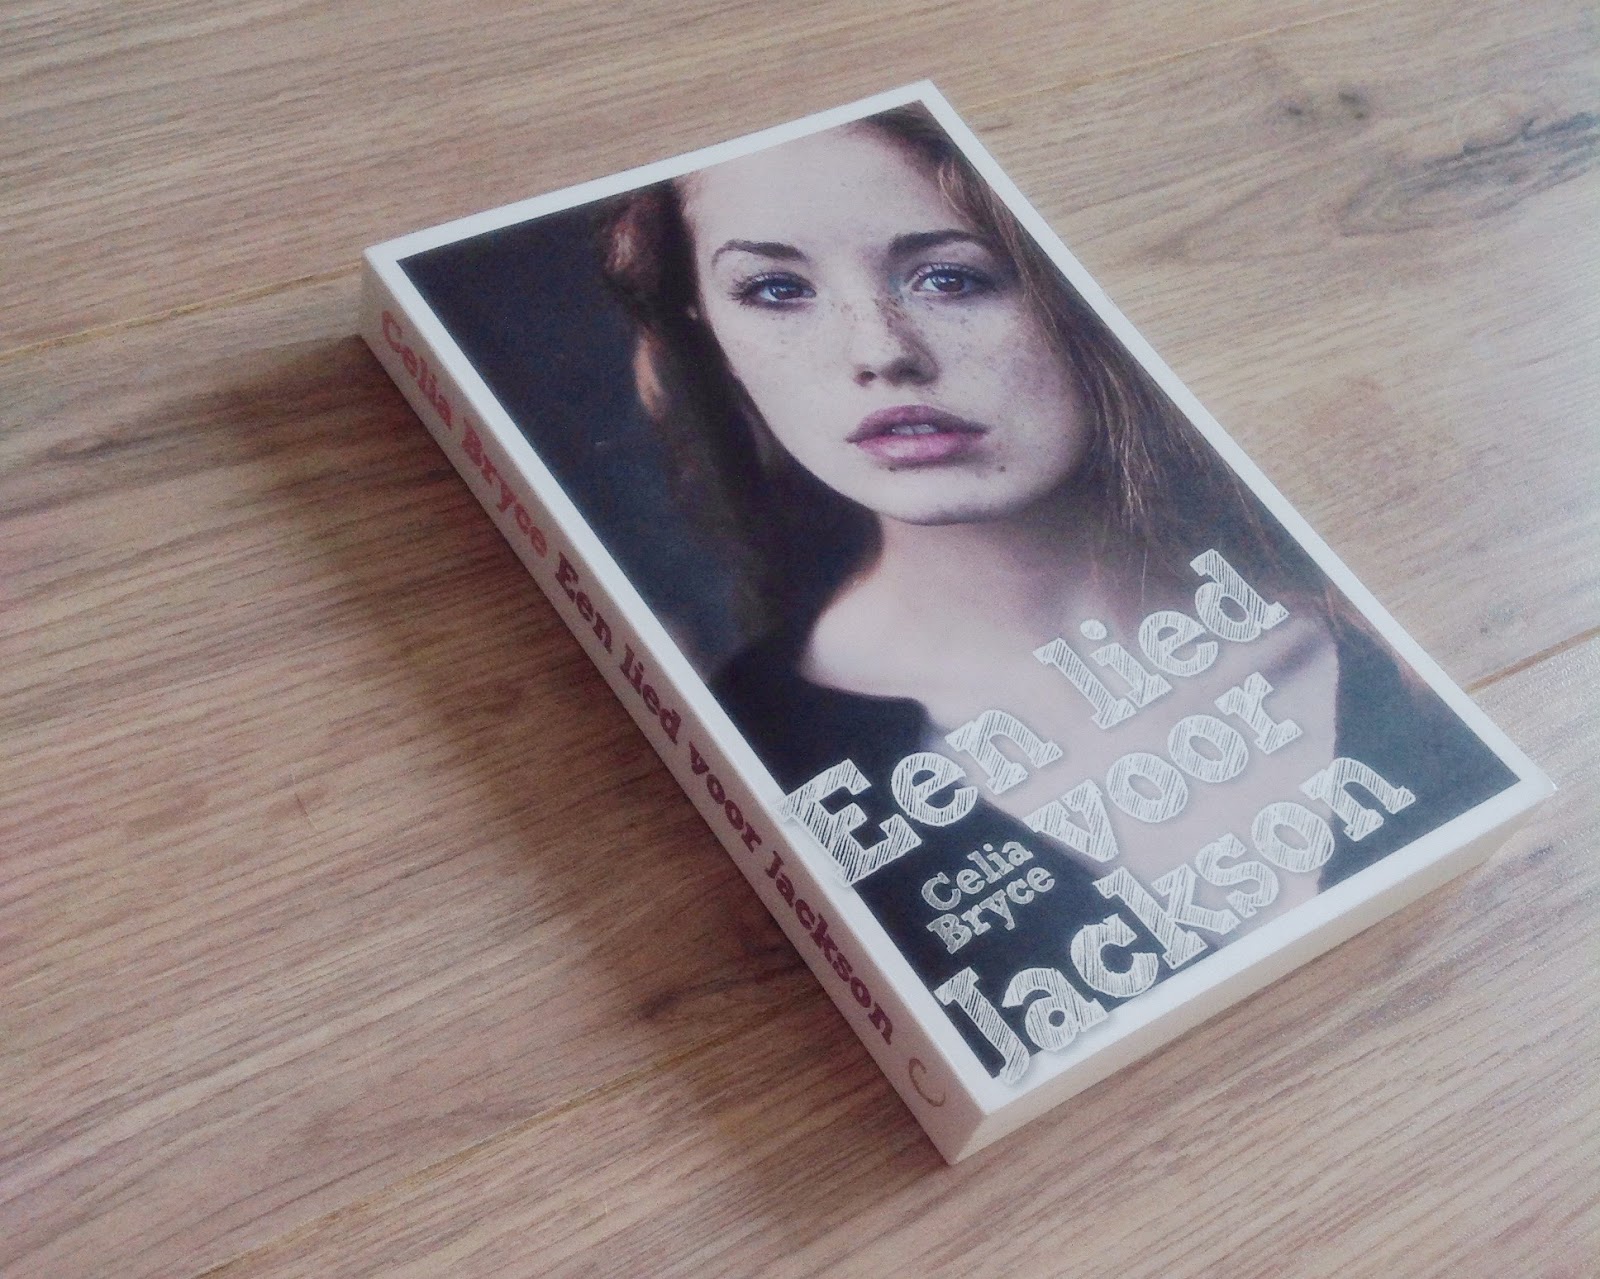 Een lied
voor
Celia
Bryce
Jackson
Celia Bryce Een lied voor Jackson